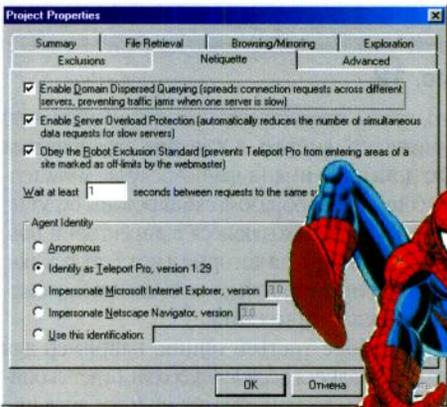 Project Properties
Summary File Retrieval Browsing/Mirroring Exploration
Exclusions Netiquette Advanced
Enable Domain Dispersed Querying (spreads connection requests across different
servers, preventing traffic jams when one server is slow)
Enable Server Overload Protection (automatically reduces the number of simultaneous
data requests for slow servers)
Obey the Robot Exclusion Standard (prevents Teleport Pro from entering areas of a
site marked as off-limits by the webmaster)
Wait at least 1 seconds between requests to the same s
Agent Identity
Anonymous
Identify as Teleport Pro, version 1.29
Impersonate Microsoft Internet Explorer, version 3.0
Impersonate Netscape Navigator, version 3.0
Use this identification:
OK Отмена